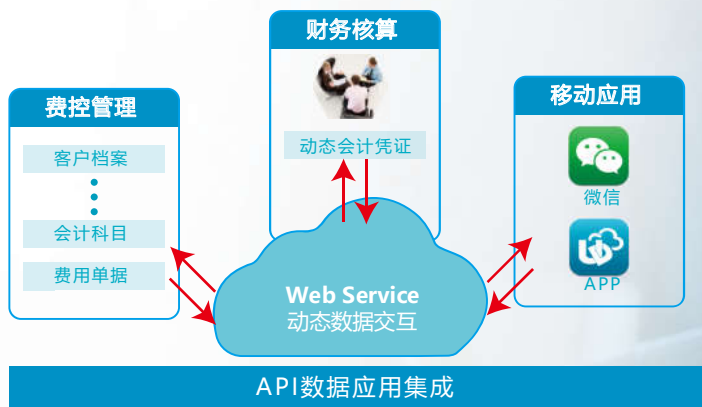 财务核算
动态会计凭证
费控管理
客户档案
会计科目
费用单据
移动应用
微信
APP
Web Service
动态数据交互
API数据应用集成